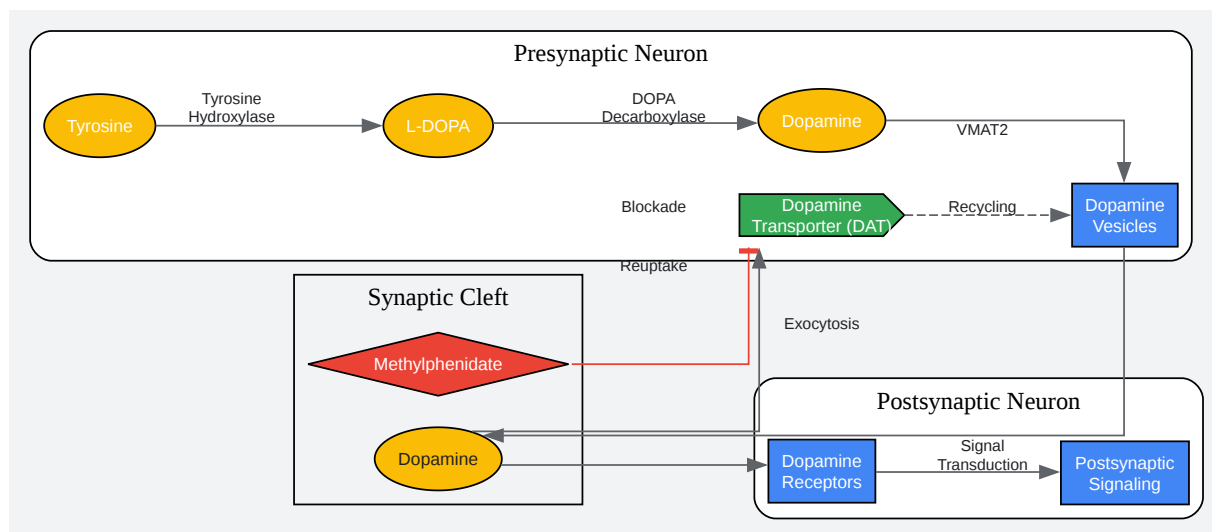 Presynaptic Neuron
Tyrosine
Tyrosine
Hydroxylase
L-DOPA
DOPA
Decarboxylase
Dopamine
VMAT2
Blockade
Dopamine
Transporter (DAT)
Recycling
Dopamine
Vesicles
Reuptake
Synaptic Cleft
Exocytosis
Methylphenidate
Postsynaptic Neuron
Dopamine
Dopamine
Receptors
Signal
Transduction
Postsynaptic
Signaling